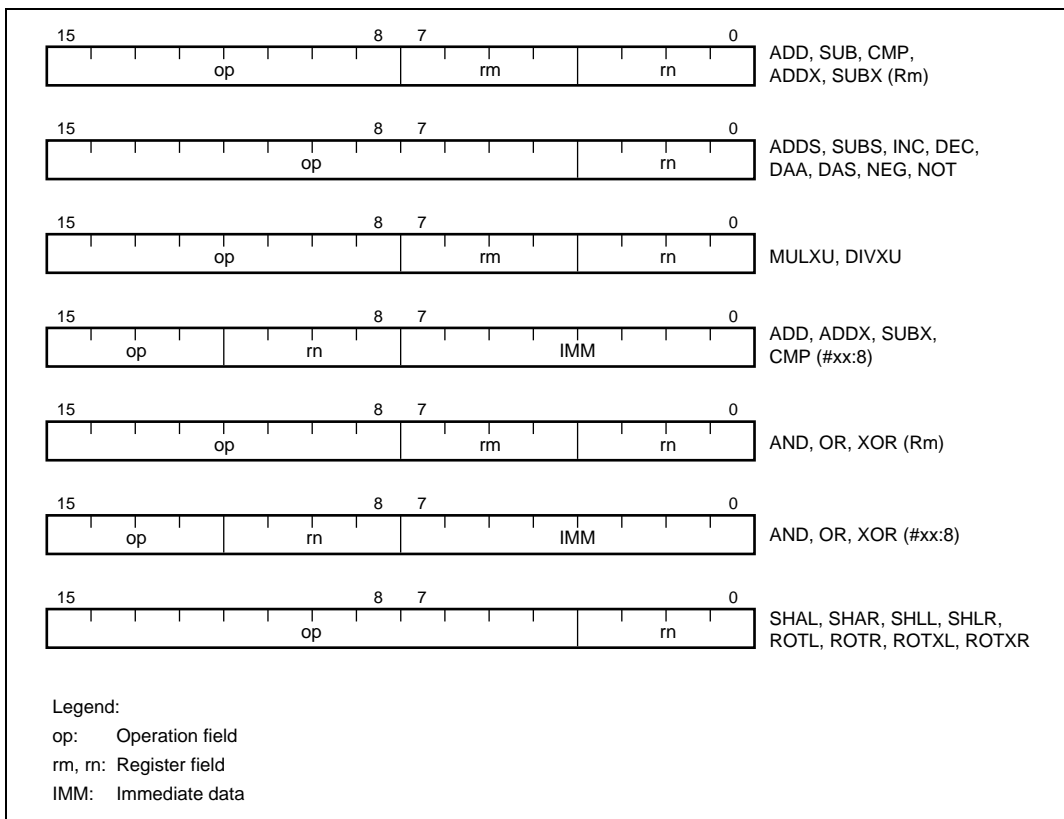 15 8 7 0
op rm rn
ADD, SUB, CMP,
ADDX, SUBX (Rm)
15 8 7 0
op rn
ADDS, SUBS, INC, DEC,
DAA, DAS, NEG, NOT
15 8 7 0
op rm rn
MULXU, DIVXU
15 8 7 0
op rn IMM
ADD, ADDX, SUBX,
CMP (#xx:8)
15 8 7 0
op rm rn
AND, OR, XOR (Rm)
15 8 7 0
op rn IMM
AND, OR, XOR (#xx:8)
15 8 7 0
op rn
SHAL, SHAR, SHLL, SHLR,
ROTL, ROTR, ROTXL, ROTXR
Legend:
op: Operation field
rm, rn: Register field
IMM: Immediate data